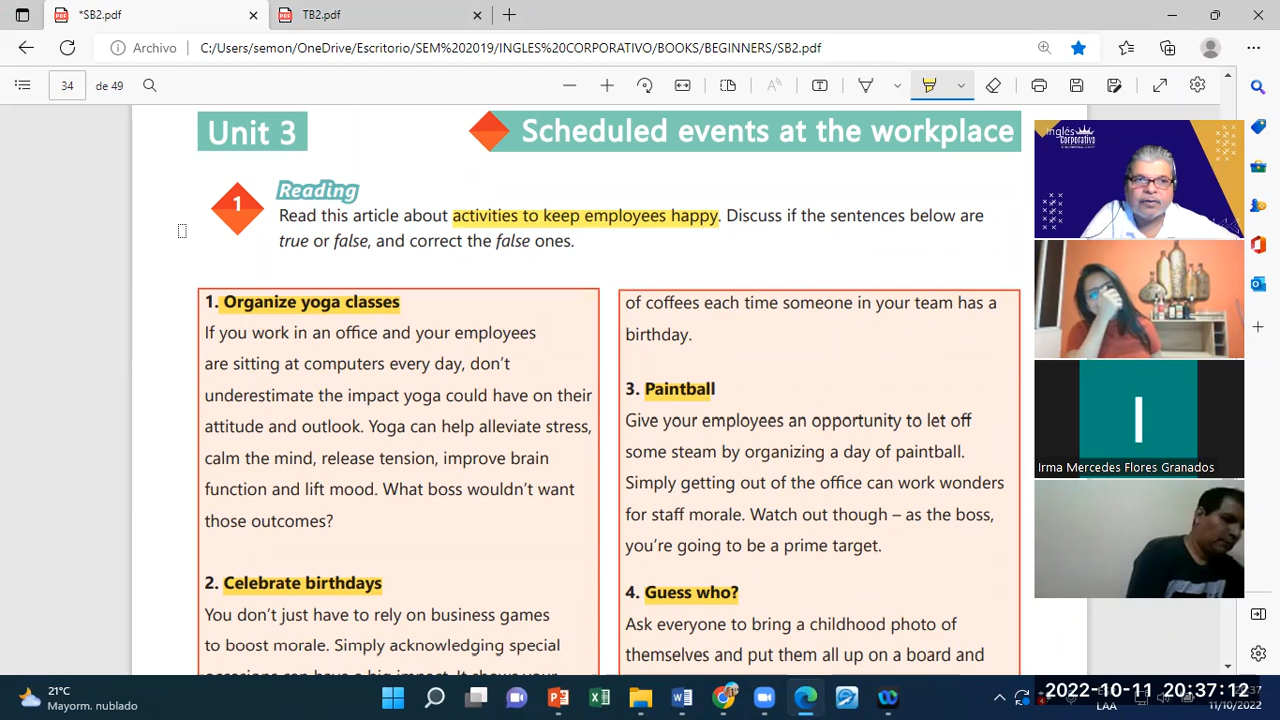 *SB2.pdf
TB2.pdf
Archivo
C:/Users/semon/OneDrive/Escritorio/SEM%202019/INGLES%20CORPORATIVO/BOOKS/BEGINNERS/SB2.pdf
34 de 49
Unit 3
Scheduled events at the workplace
1
Reading
Read this article about activities to keep employees happy. Discuss if the sentences below are
true or false, and correct the false ones.
1. Organize yoga classes
If you work in an office and your employees
are sitting at computers every day, don’t
underestimate the impact yoga could have on their
attitude and outlook. Yoga can help alleviate stress,
calm the mind, release tension, improve brain
function and lift mood. What boss wouldn’t want
those outcomes?
2. Celebrate birthdays
You don’t just have to rely on business games
to boost morale. Simply acknowledging special
of coffees each time someone in your team has a
birthday.
3. Paintball
Give your employees an opportunity to let off
some steam by organizing a day of paintball.
Simply getting out of the office can work wonders
for staff morale. Watch out though – as the boss,
you’re going to be a prime target.
4. Guess who?
Ask everyone to bring a childhood photo of
themselves and put them all up on a board and
Inglés
Corporativo
I
Irma Mercedes Flores Granados
21°C
Mayorm. nublado
LAA
2022-10-11 20:37:1
11/10/2022